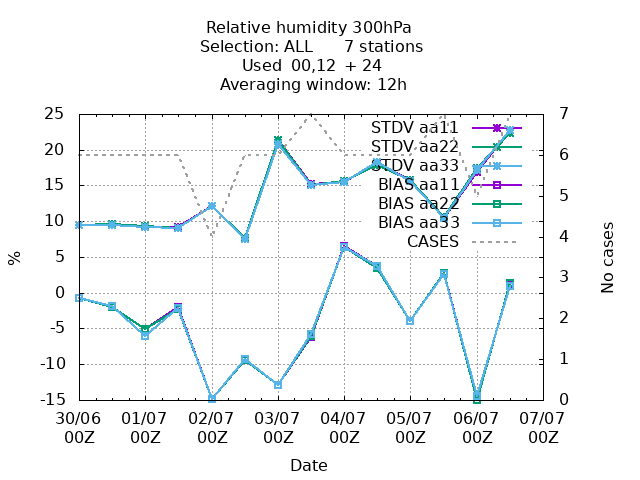 Relative humidity 300hPa
Selection: ALL 7 stations
Used 00,12 + 24
Averaging window: 12h
25
20
15
10
5
0
-5
-10
-15
%
7
6
5
4
3
2
1
0
No cases
STDV aa11
STDV aa22
STDV aa33
BIAS aa11
BIAS aa22
BIAS aa33
CASES
30/06 01/07 02/07 03/07 04/07 05/07 06/07 07/07
00Z 00Z 00Z 00Z 00Z 00Z 00Z 00Z
Date